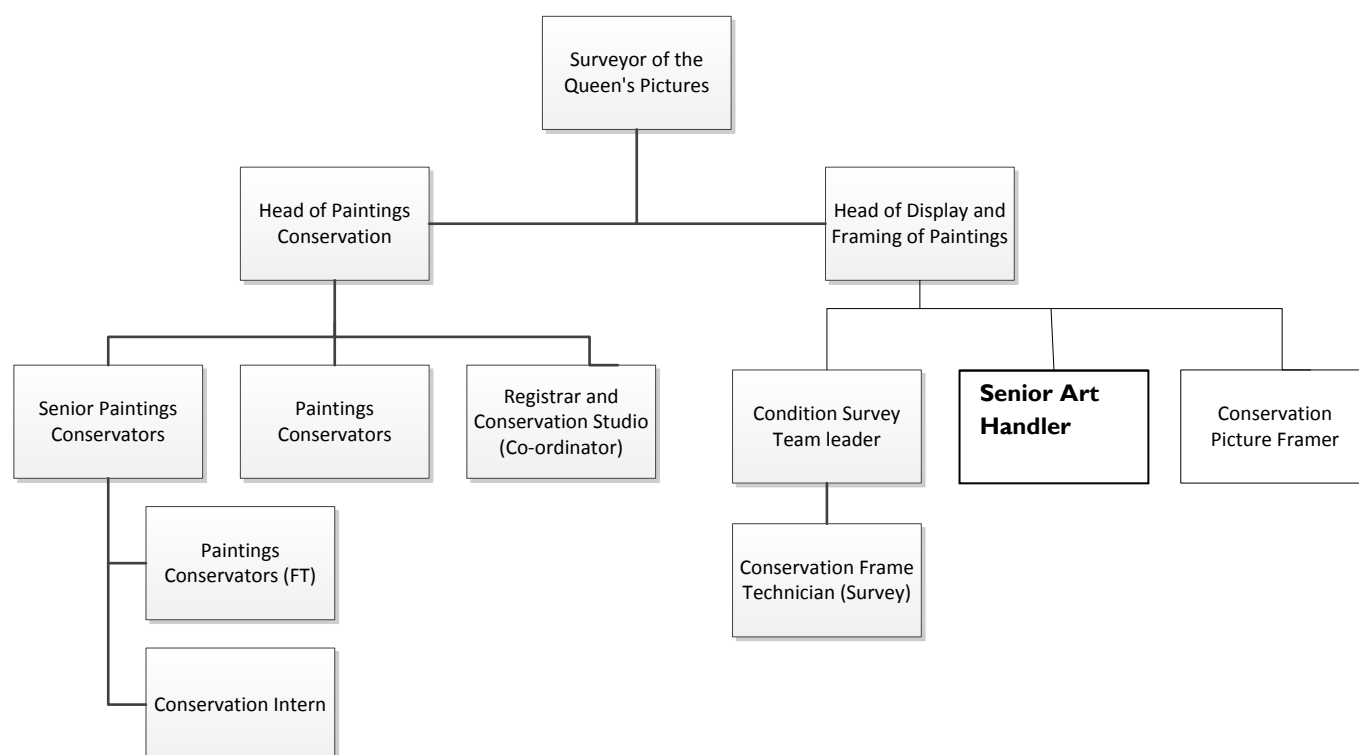 Surveyor of the
Queen's Pictures
Head of Paintings
Conservation
Head of Display and
Framing of Paintings
Senior Paintings
Conservators
Paintings
Conservators
Registrar and
Conservation Studio
(Co-ordinator)
Condition Survey
Team leader
Senior Art
Handler
Conservation
Picture Framer
Paintings
Conservators (FT)
Conservation Frame
Technician (Survey)
Conservation Intern